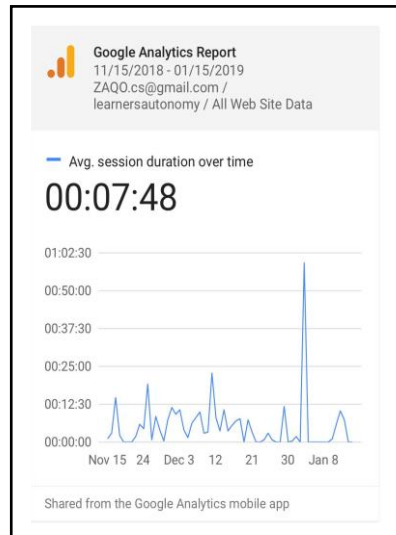 Google Analytics Report
11/15/2018 - 01/15/2019
ZAQO.cs@gmail.com /
learnersautonomy / All Web Site Data
Avg. session duration over time
00:07:48
01:02:30
00:50:00
00:37:30
00:25:00
00:12:30
00:00:00
Nov 15 24 Dec 3 12 21 30 Jan 8
Shared from the Google Analytics mobile app